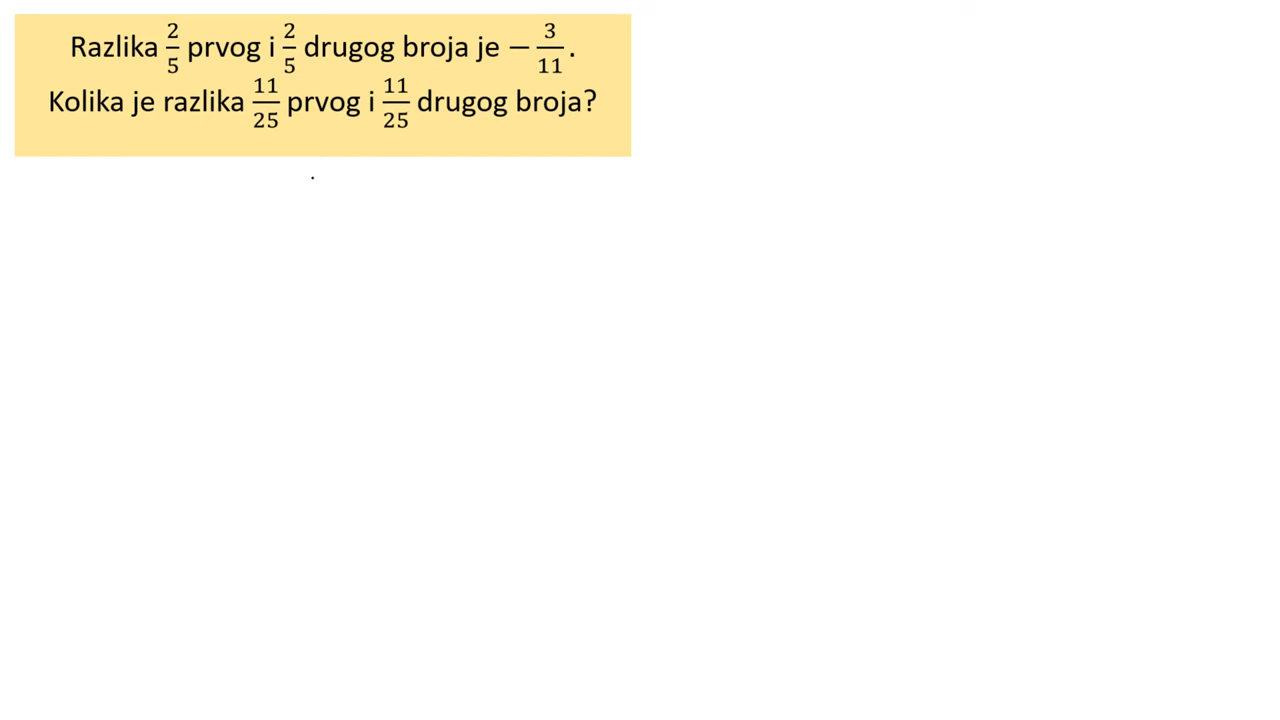 Razlika 2/5 prvog i 2/5 drugog broja je − 3/11 .
Kolika je razlika 11/25 prvog i 11/25 drugog broja?